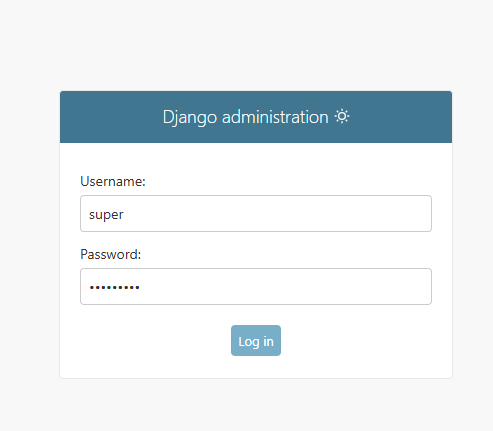 Django administration
Username:
super
Password:
•••••••••
Log in